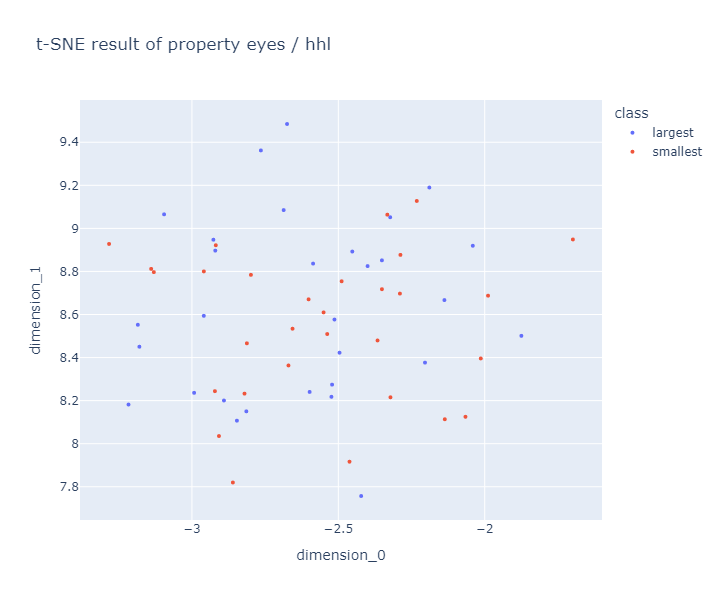 t-SNE result of property eyes / hhl
class
largest
smallest
9.4
9.2
9
8.8
8.6
8.4
8.2
8
7.8
−3
−2.5
−2
dimension_1
dimension_0